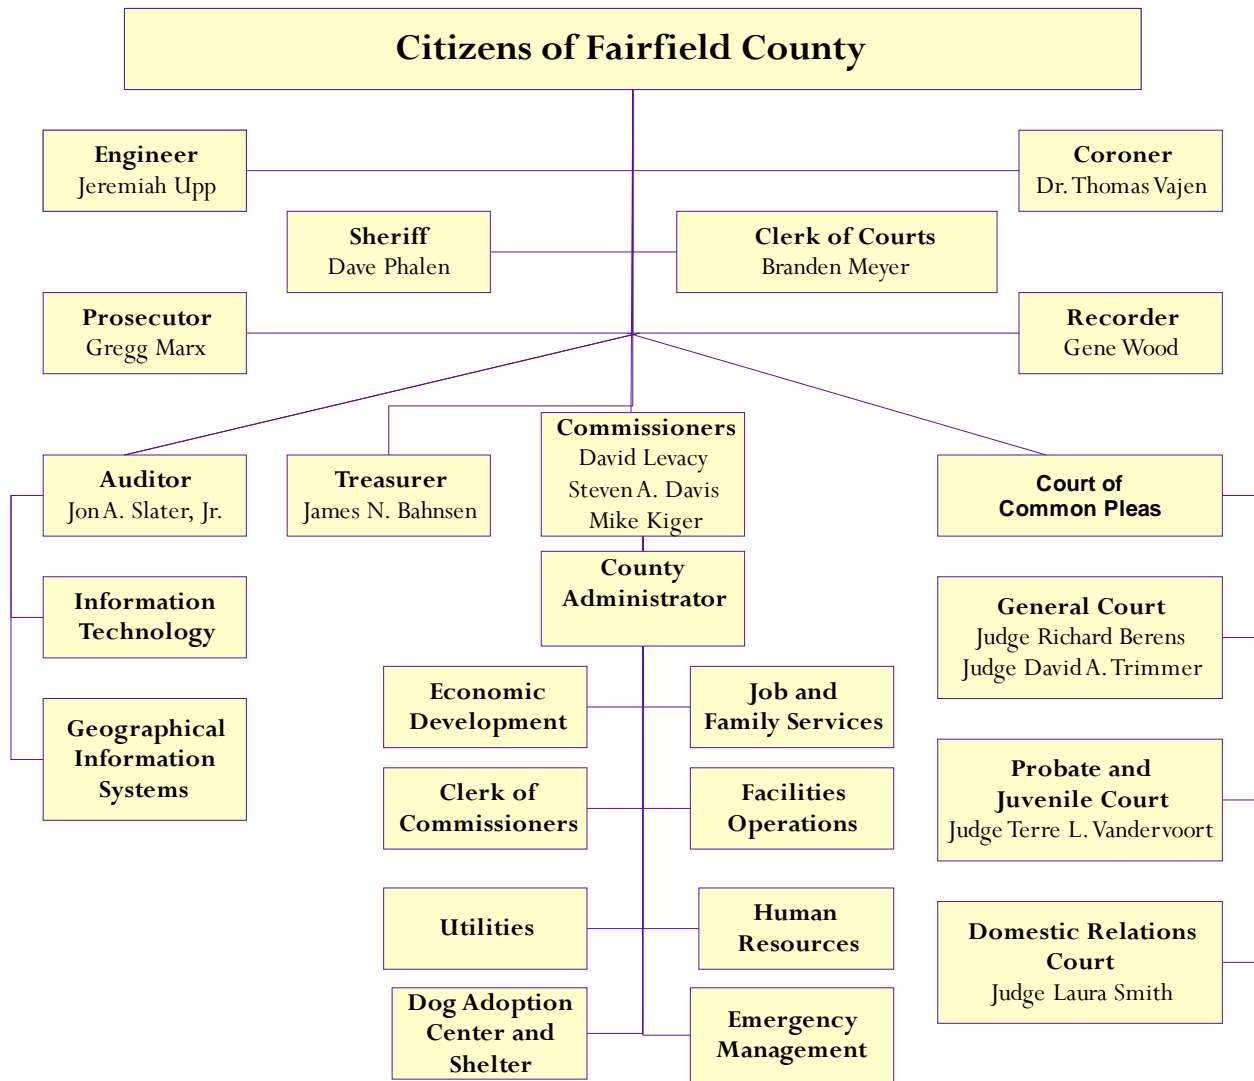 Citizens of Fairfield County
Engineer
Jeremiah Upp
Coroner
Dr. Thomas Vajen
Sheriff
Dave Phalen
Clerk of Courts
Branden Meyer
Prosecutor
Gregg Marx
Recorder
Gene Wood
Auditor
Jon A. Slater, Jr.
Treasurer
James N. Bahnsen
Commissioners
David Levacy
Steven A. Davis
Mike Kiger
Court of
Common Pleas
County
Administrator
Information
Technology
Geographical
Information
Systems
General Court
Judge Richard Berens
Judge David A. Trimmer
Economic
Development
Job and
Family Services
Clerk of
Commissioners
Facilities
Operations
Probate and
Juvenile Court
Judge Terre L. Vandervoort
Utilities
Human
Resources
Domestic Relations
Court
Judge Laura Smith
Dog Adoption
Center and
Shelter
Emergency
Management